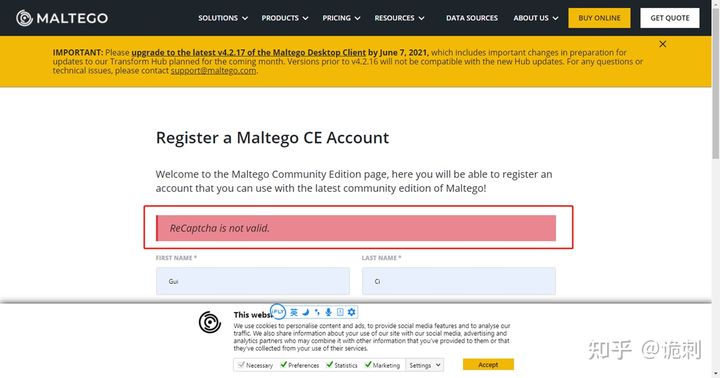 MALTEGO
SOLUTIONS PRODUCTS PRICING RESOURCES DATA SOURCES ABOUT US BUY ONLINE GET QUOTE
IMPORTANT: Please upgrade to the latest v4.2.17 of the Maltego Desktop Client by June 7, 2021, which includes important changes in preparation for
updates to our Transform Hub planned for the coming month. Versions prior to v4.2.16 will not be compatible with the new Hub updates. For any questions or
technical issues, please contact support@maltego.com.
Register a Maltego CE Account
Welcome to the Maltego Community Edition page, here you will be able to register an
account that you can use with the latest community edition of Maltego!
ReCaptcha is not valid.
FIRST NAME * LAST NAME *
Gui Ci
This websi
iFLY 英
We use cookies to personalise content and ads, to provide social media features and to analyse our
traffic. We also share information about your use of our site with our social media, advertising and
analytics partners who may combine it with other information that you've provided to them or that
they've collected from your use of their services.
Necessary Preferences Statistics Marketing Settings Accept
知乎 @诡刺